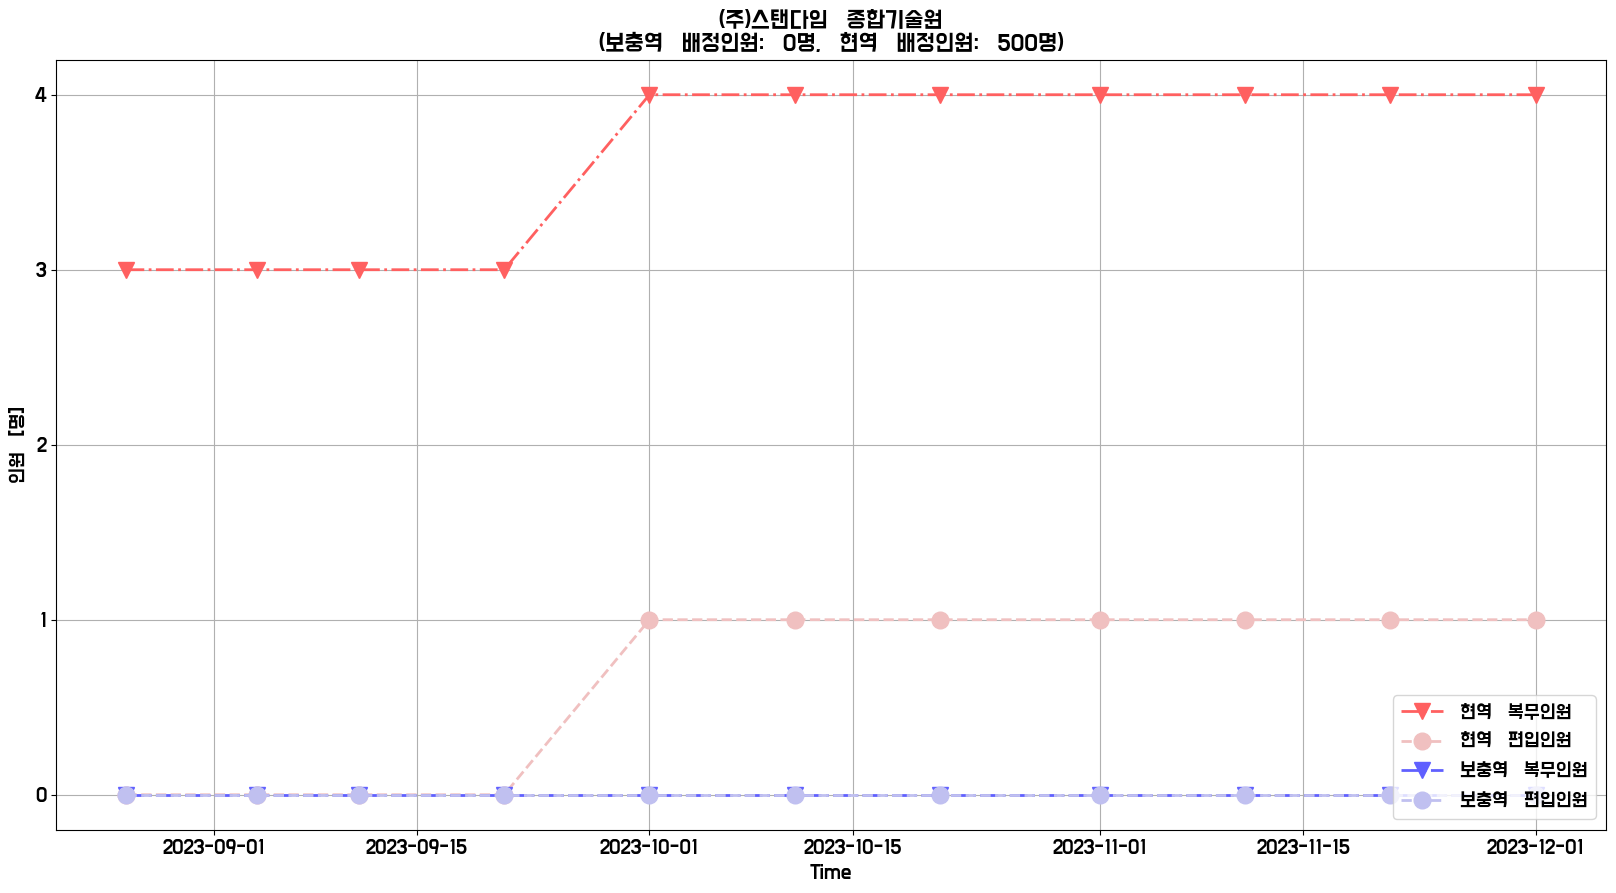 (주)스탠다임 종합기술원
(보충역 배정인원: 0명, 현역 배정인원: 500명)
4
3
2
1
0
인원 [명]
현역 복무인원
현역 편입인원
보충역 복무인원
보충역 편입인원
2023-09-01
2023-09-15
2023-10-01
2023-10-15
2023-11-01
2023-11-15
2023-12-01
Time